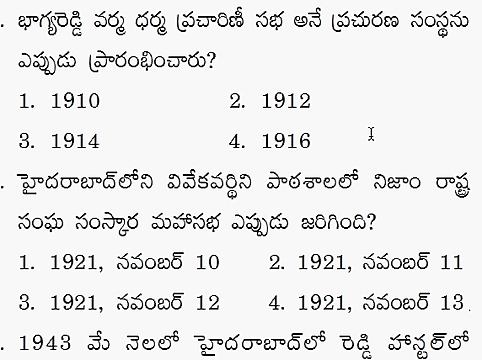 . భాగ్యరెడ్డి వర్మ ధర్మ ప్రచారిణీ సభ అనే ప్రచురణ సంస్థను
ఎప్పుడు ప్రారంభించారు?
1. 1910 2. 1912
3. 1914 4. 1916
. హైదరాబాద్‌లోని వివేకవర్థిని పాఠశాలలో నిజాం రాష్ట్ర
సంఘ సంస్కార మహాసభ ఎప్పుడు జరిగింది?
1. 1921, నవంబర్ 10 2. 1921, నవంబర్ 11
3. 1921, నవంబర్ 12 4. 1921, నవంబర్ 13.
. 1943 మే నెలలో హైదరాబాద్‌లో రెడ్డి హాస్టల్‌లో